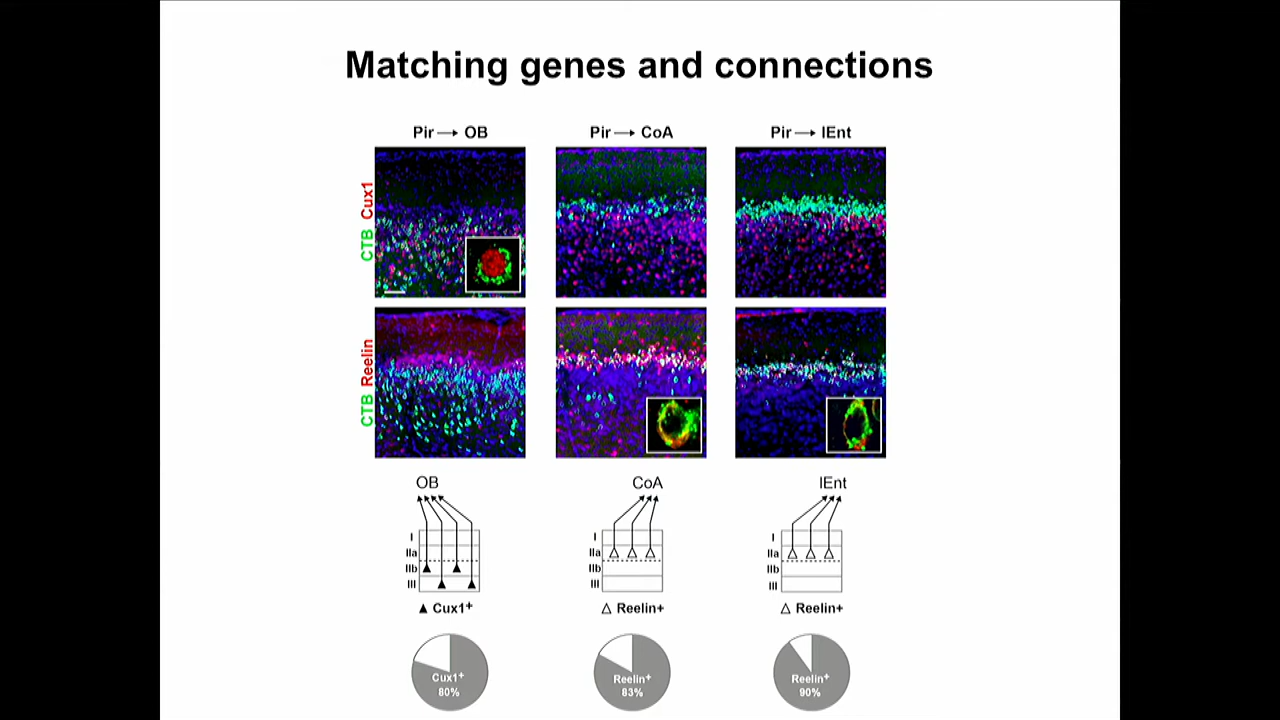 Matching genes and connections
Pir → OB
Pir → CoA
Pir → lEnt
CTB Cux1
CTB Reelin
OB
CoA
lEnt
I
IIa
IIb
III
I
IIa
IIb
III
I
IIa
IIb
III
▲ Cux1+
△ Reelin+
△ Reelin+
Cux1+
80%
Reelin+
83%
Reelin+
90%